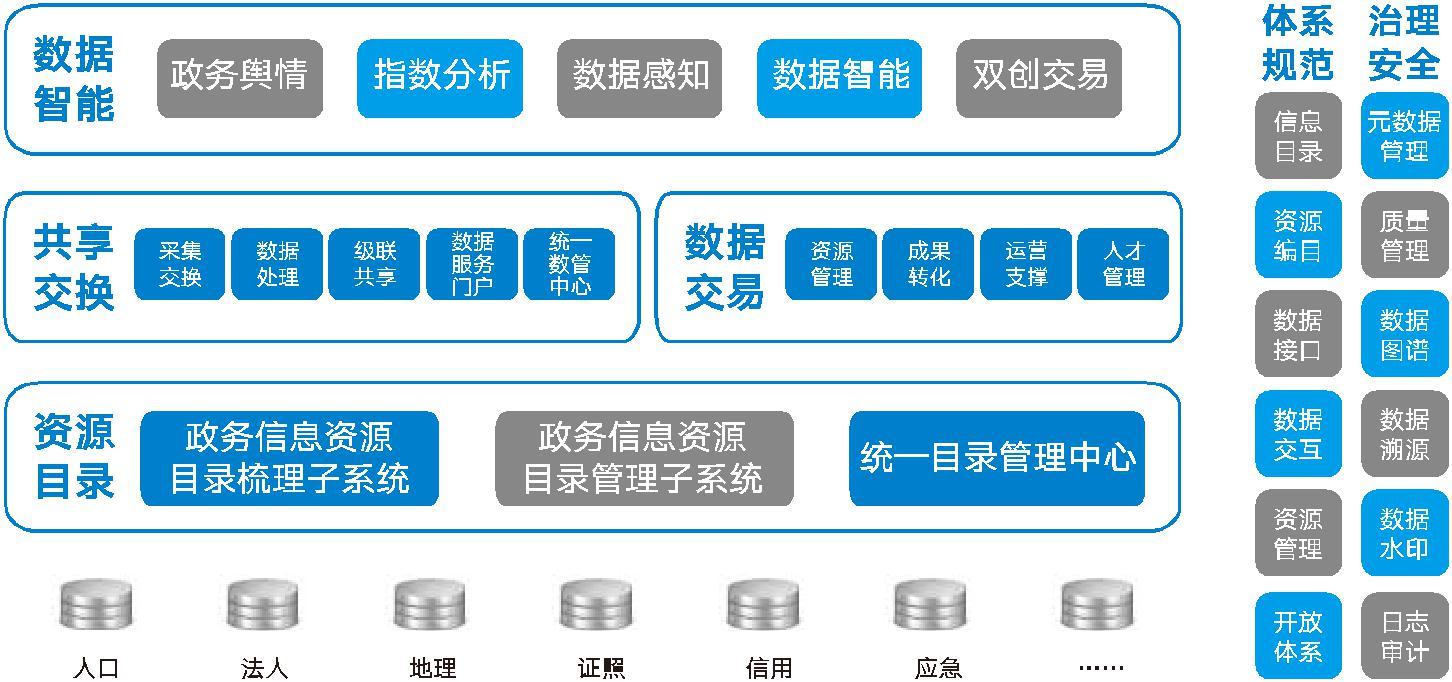 数据
智能
政务舆情
指数分析
数据感知
数据智能
双创交易
共享
交换
采集
交换
数据
处理
级联
共享
数据
服务
门户
统一
数管
中心
数据
交易
资源
管理
成果
转化
运营
支撑
人才
管理
资源
目录
政务信息资源
目录梳理子系统
政务信息资源
目录管理子系统
统一目录管理中心
人口
法人
地理
证照
信用
应急
……
体系
规范
信息
目录
资源
编目
数据
接口
数据
交互
资源
管理
开放
体系
治理
安全
元数据
管理
质量
管理
数据
图谱
数据
溯源
数据
水印
日志
审计